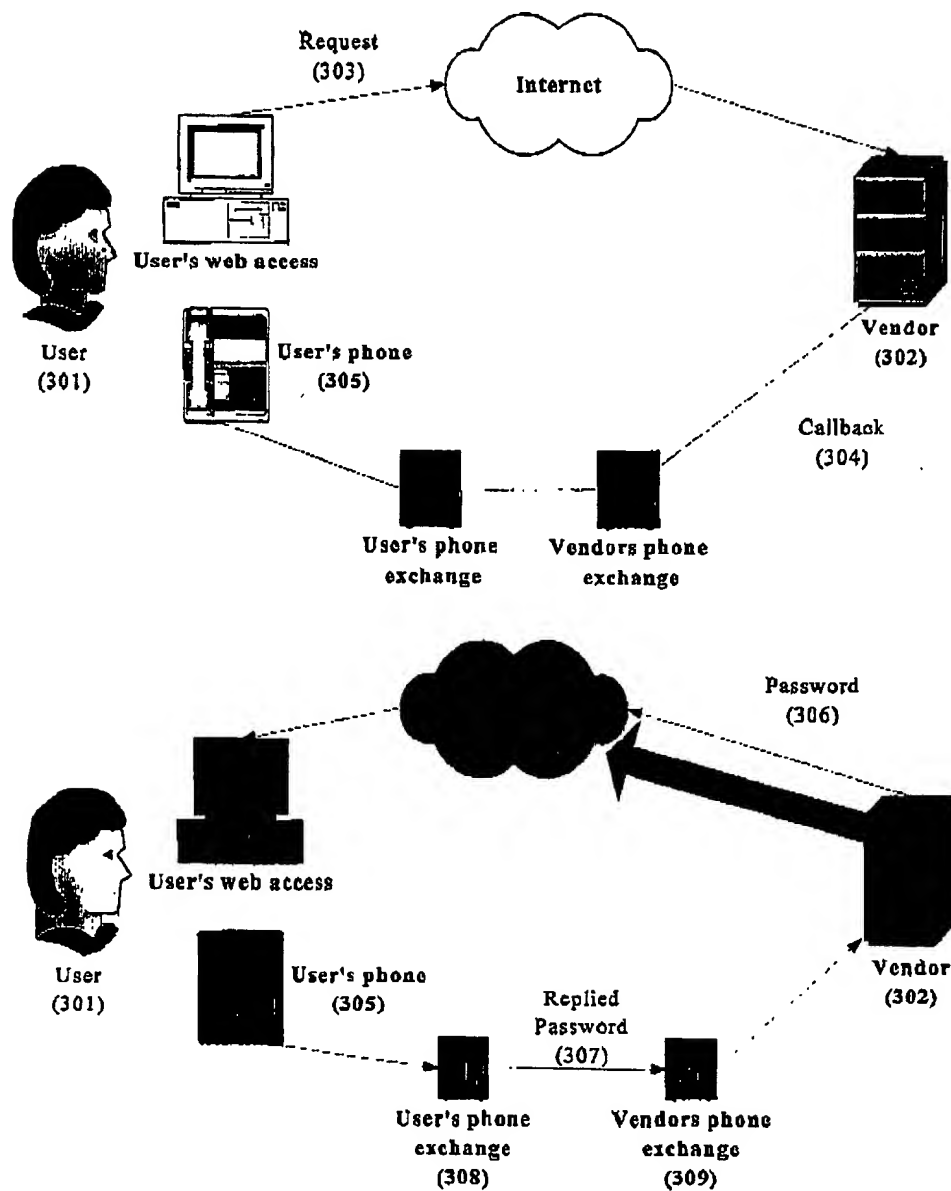 Request
(303)
Internet
User's web access
User
(301)
User's phone
(305)
Vendor
(302)
Callback
(304)
User's phone
exchange
Vendors phone
exchange
Password
(306)
User's web access
User
(301)
User's phone
(305)
Replied
Password
(307)
Vendor
(302)
User's phone
exchange
(308)
Vendors phone
exchange
(309)